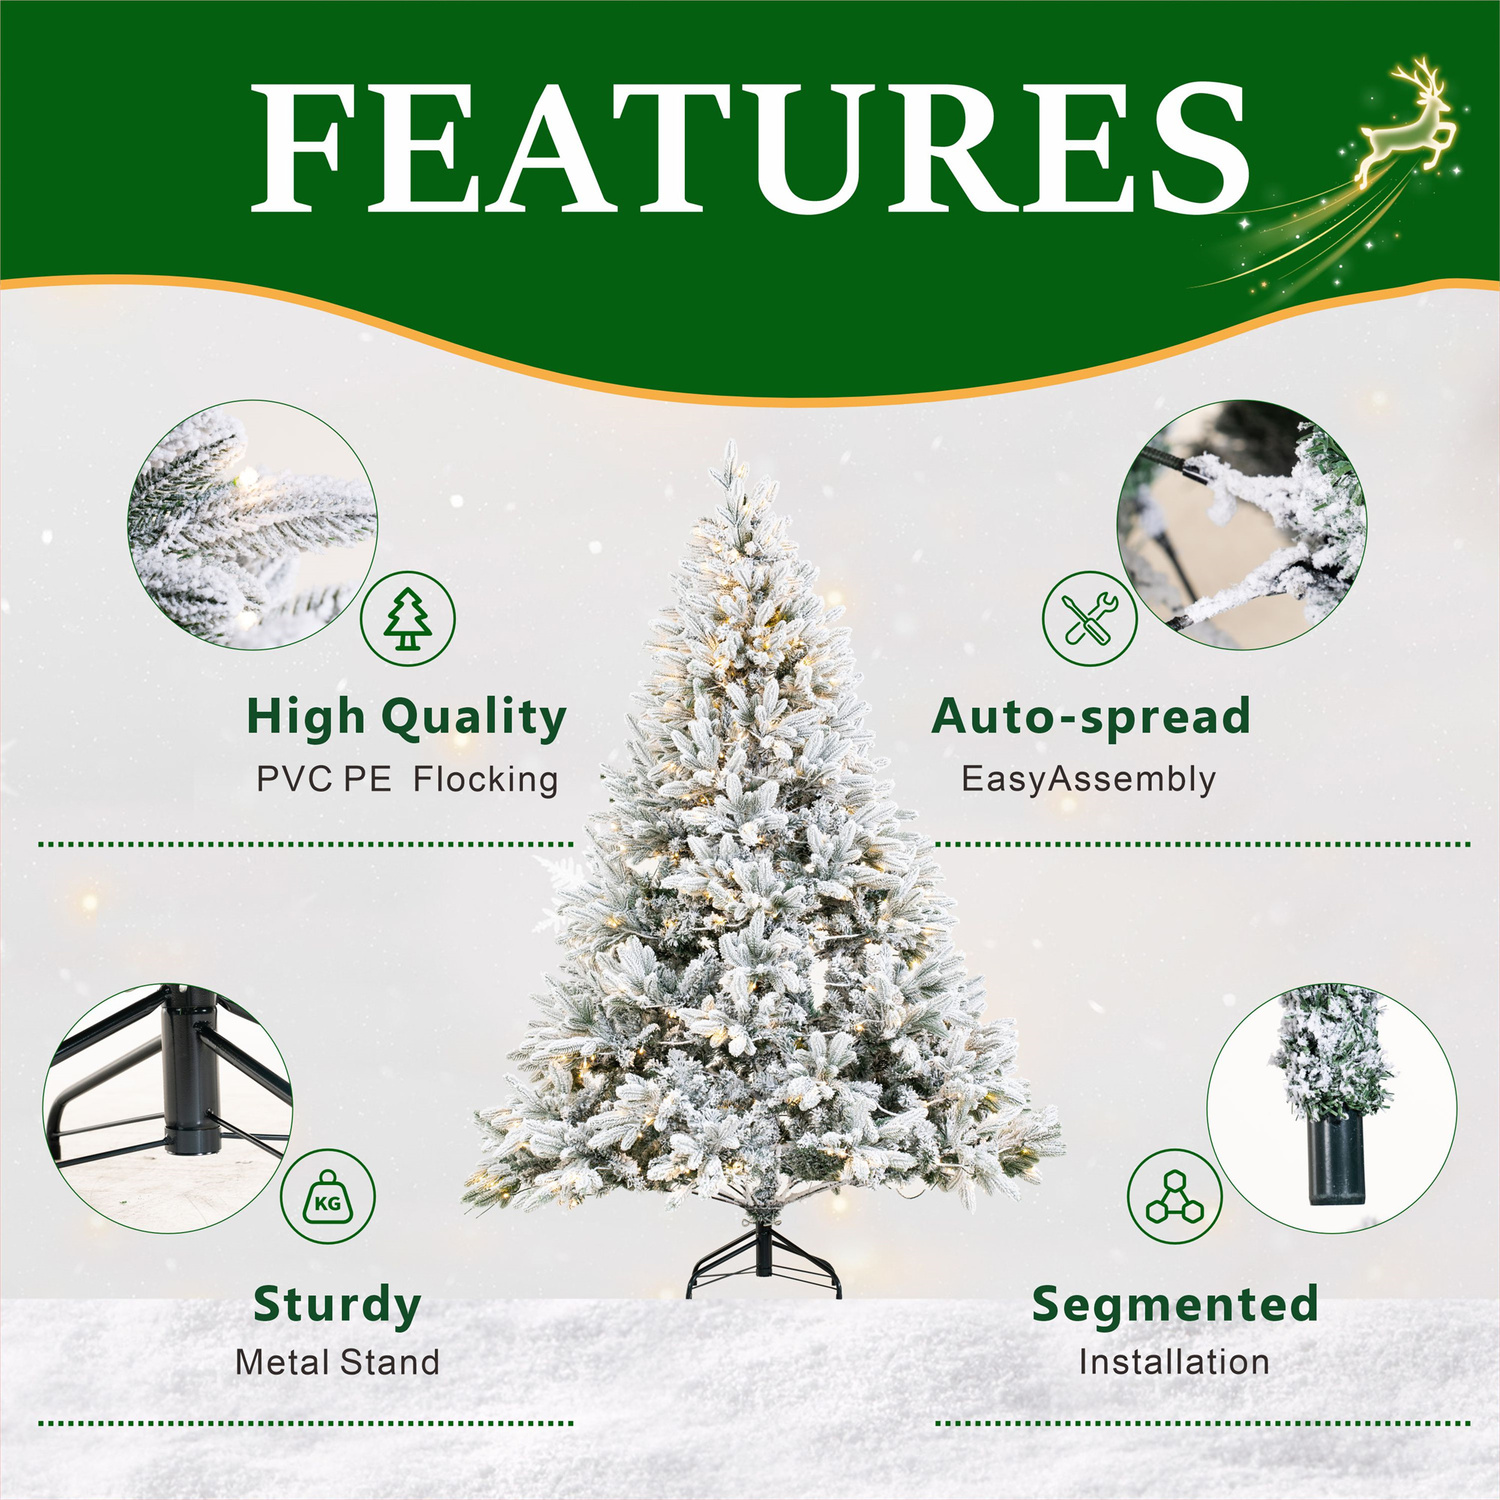 FEATURES
High Quality
PVC PE Flocking
Auto-spread
EasyAssembly
KG
Sturdy
Metal Stand
Segmented
Installation